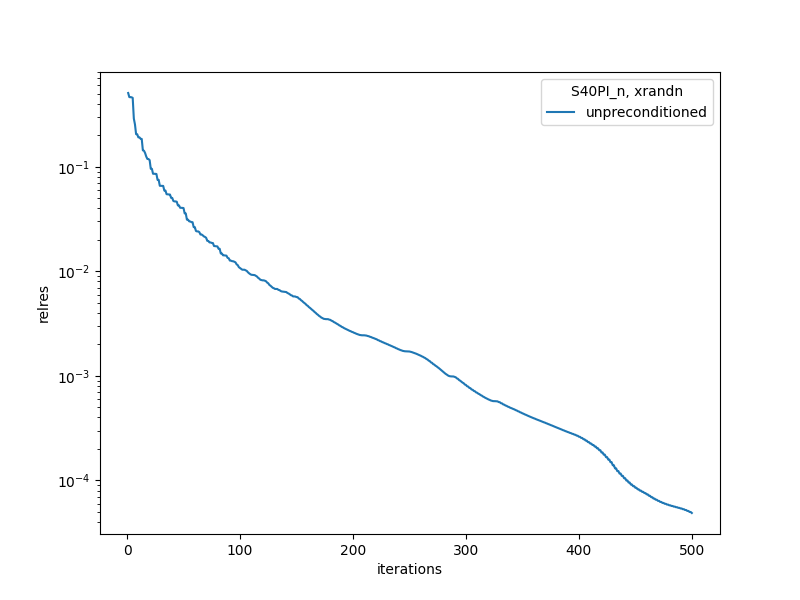 S40PI_n, xrandn
unpreconditioned
10⁻¹
10⁻²
10⁻³
10⁻⁴
relres
0 100 200 300 400 500
iterations